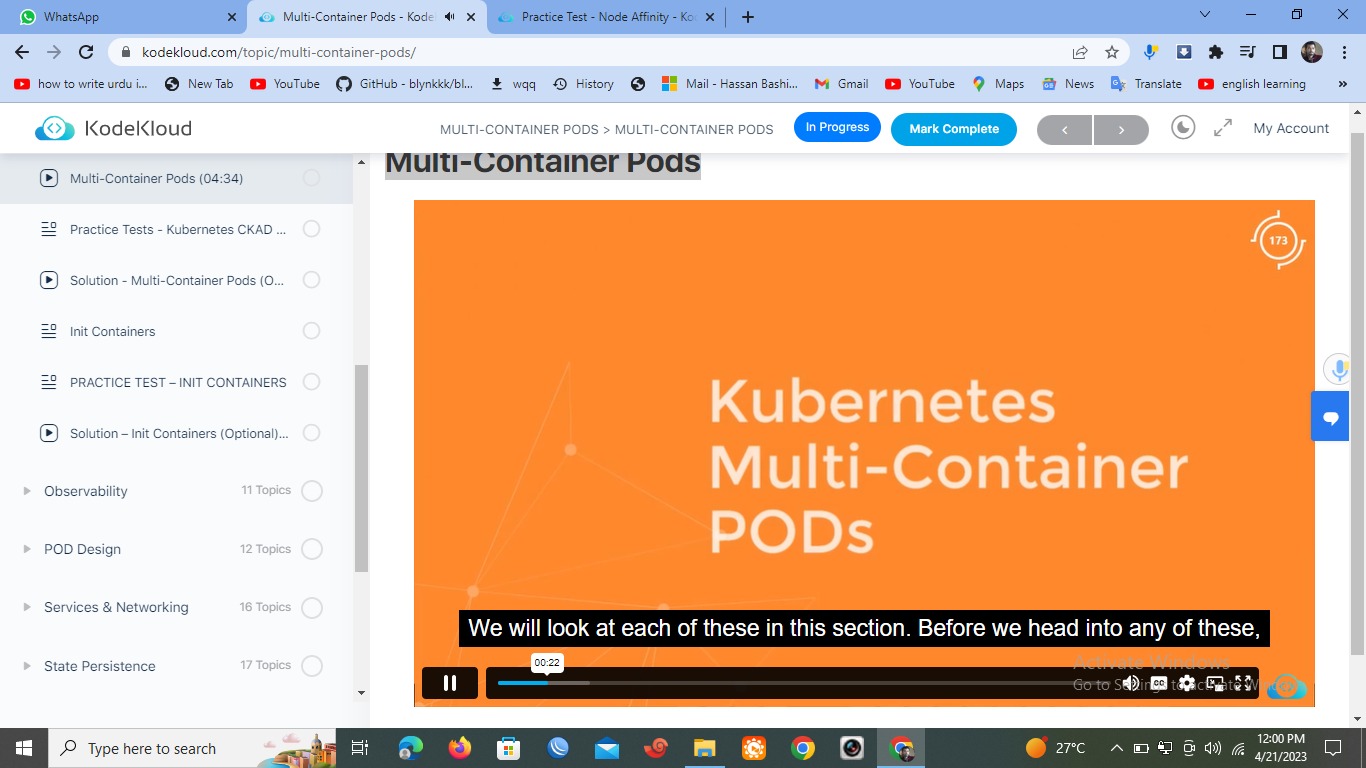 WhatsApp
Multi-Container Pods - Kodek
Practice Test - Node Affinity - Ko
kodekloud.com/topic/multi-container-pods/
how to write urdu i...
New Tab
YouTube
GitHub - blynkkk/bl...
wqq
History
Mail - Hassan Bashi...
Gmail
YouTube
Maps
News
Translate
english learning
»
KodeKloud
MULTI-CONTAINER PODS > MULTI-CONTAINER PODS
In Progress
Mark Complete
My Account
Multi-Container Pods (04:34)
Practice Tests - Kubernetes CKAD ...
Solution - Multi-Container Pods (O...
Init Containers
PRACTICE TEST – INIT CONTAINERS
Solution – Init Containers (Optional)...
Observability 11 Topics
POD Design 12 Topics
Services & Networking 16 Topics
State Persistence 17 Topics
Multi-Container Pods
173
Kubernetes
Multi-Container
PODs
We will look at each of these in this section. Before we head into any of these,
00:22
CC
Activate Windows
Go to Settings to activate Windows.
Type here to search
27°C
12:00 PM
4/21/2023